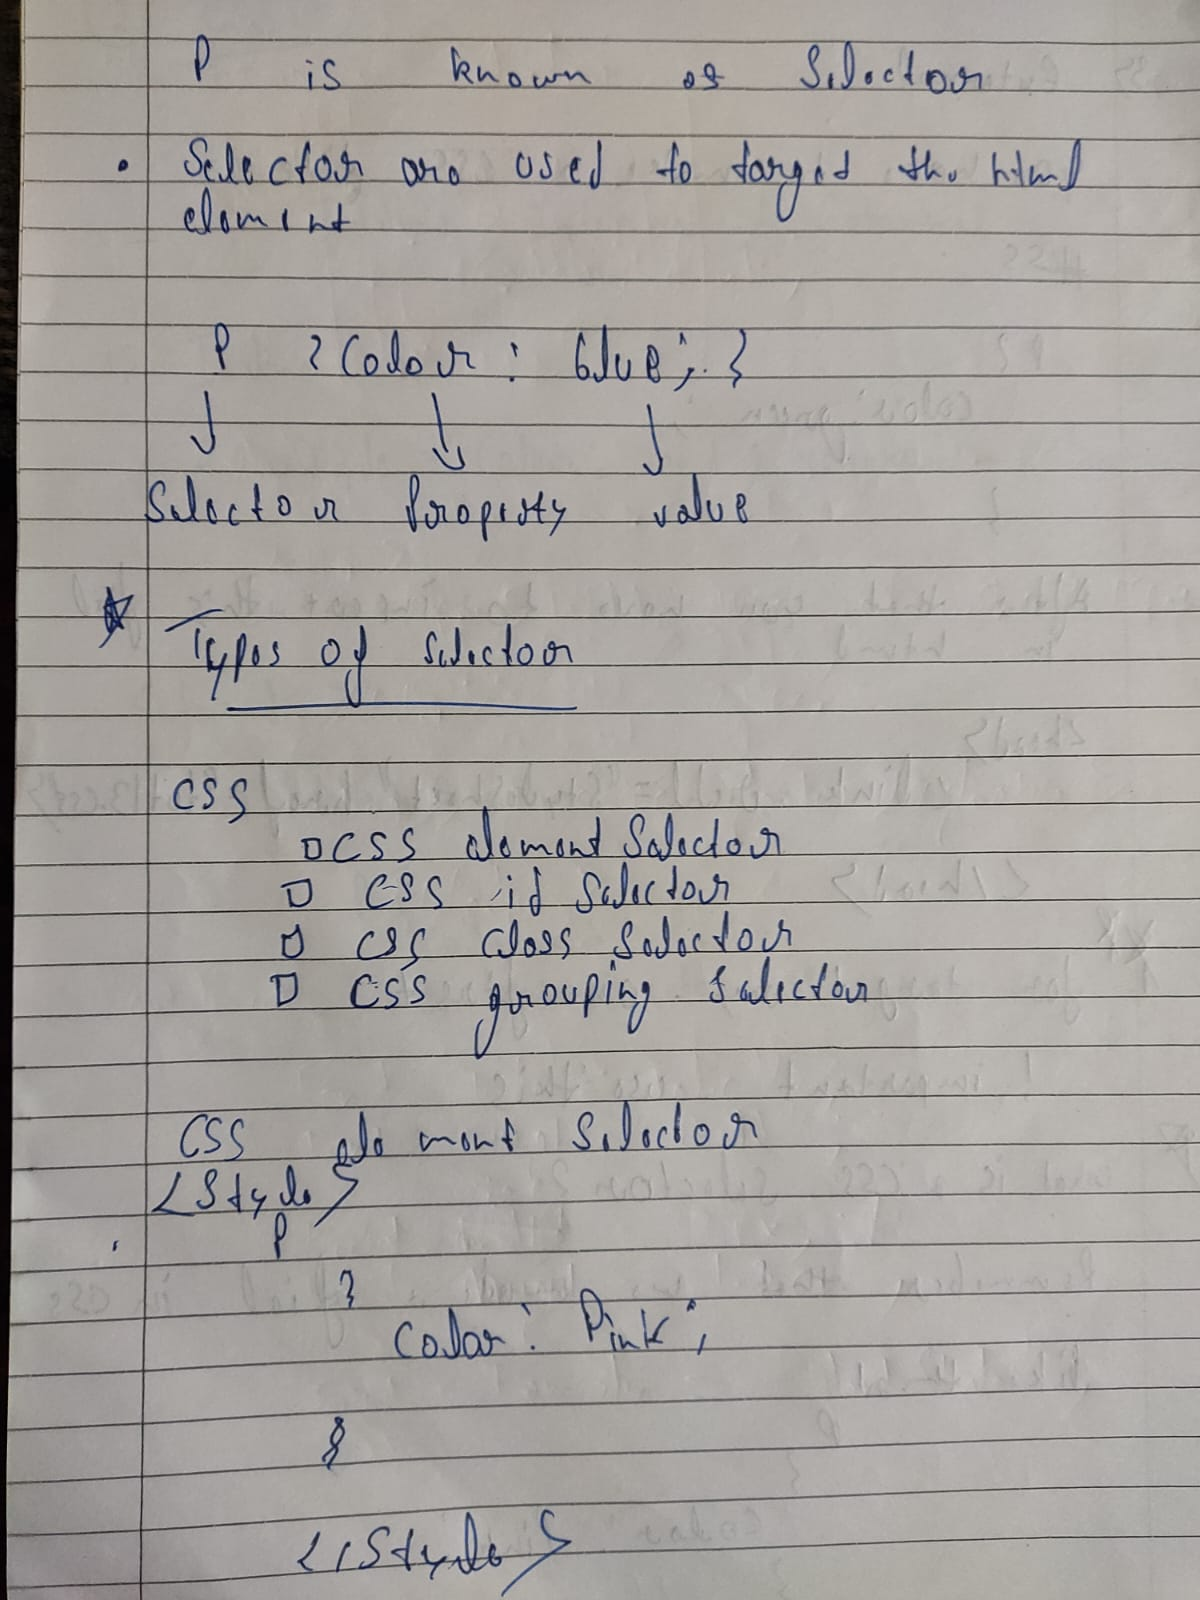 P is known as Selector
• Selector are used to target the html
element
P {Colour: blue;}
↓ ↓ ↓
Selector Property value
☆ Types of selector
CSS
□ CSS element Selector
□ CSS id Selector
□ CSS class Selector
□ CSS grouping selector
CSS element Selector
<Style>
P
{
Color: Pink;
}
</Style>